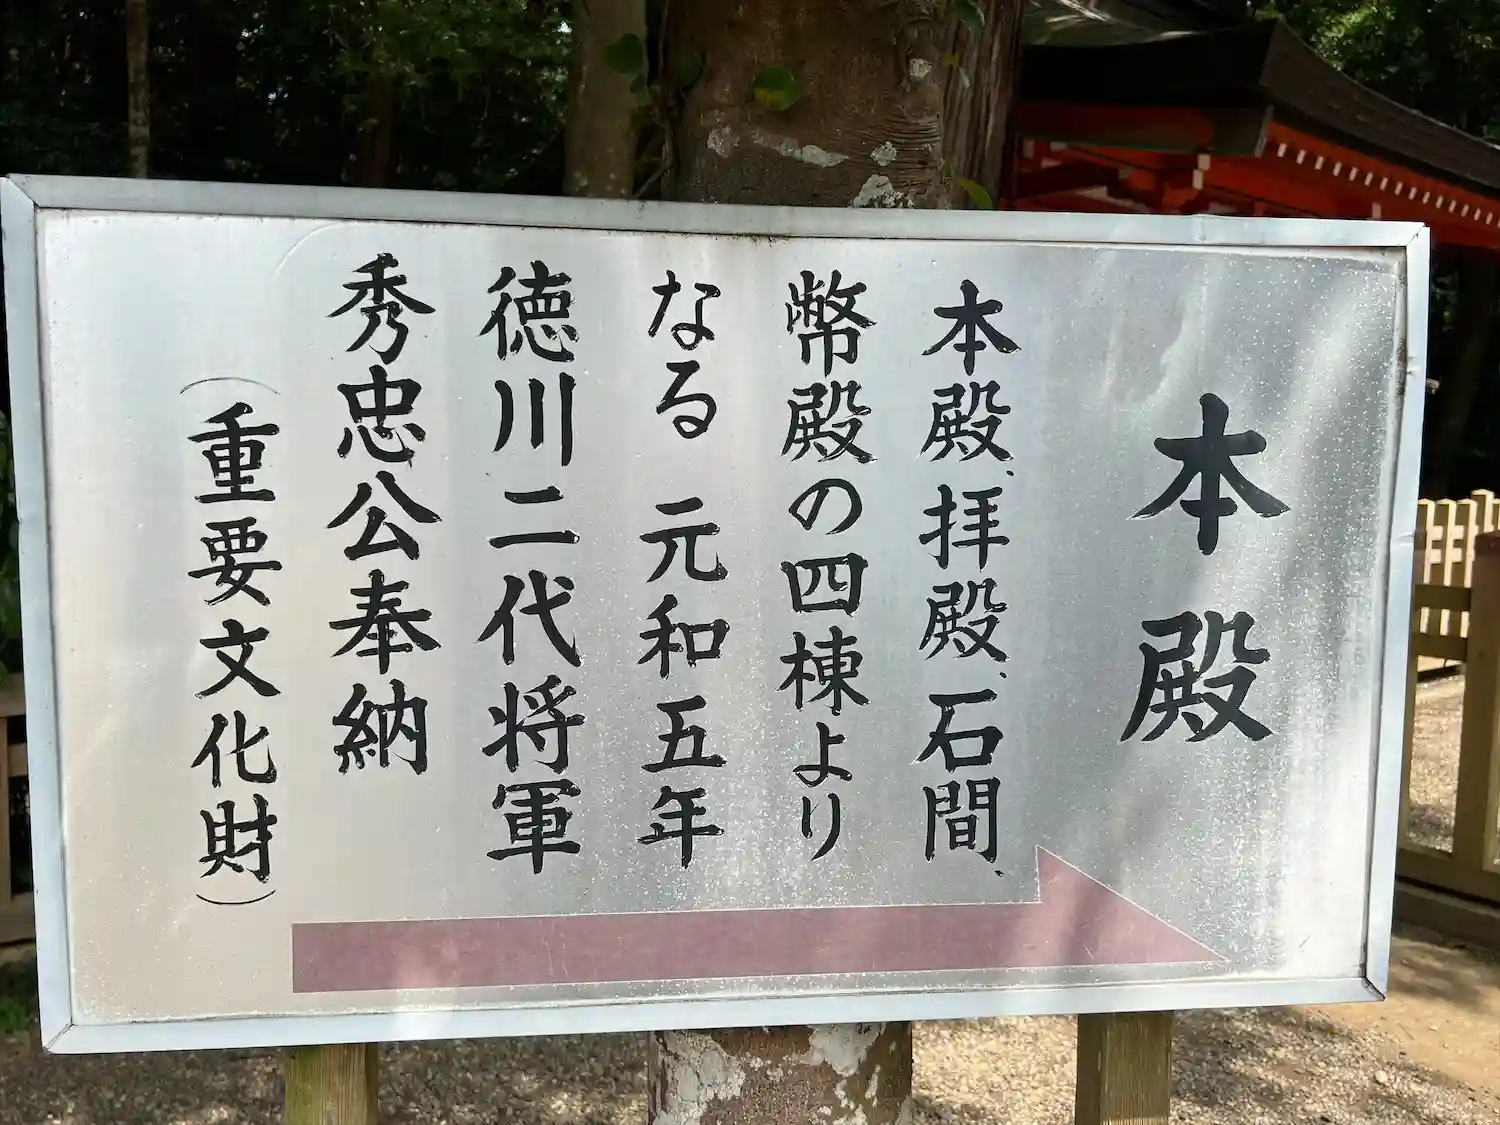 本殿
本殿、拝殿、石間、
幣殿の四棟より
なる 元和五年
徳川二代将軍
秀忠公奉納
（重要文化財）